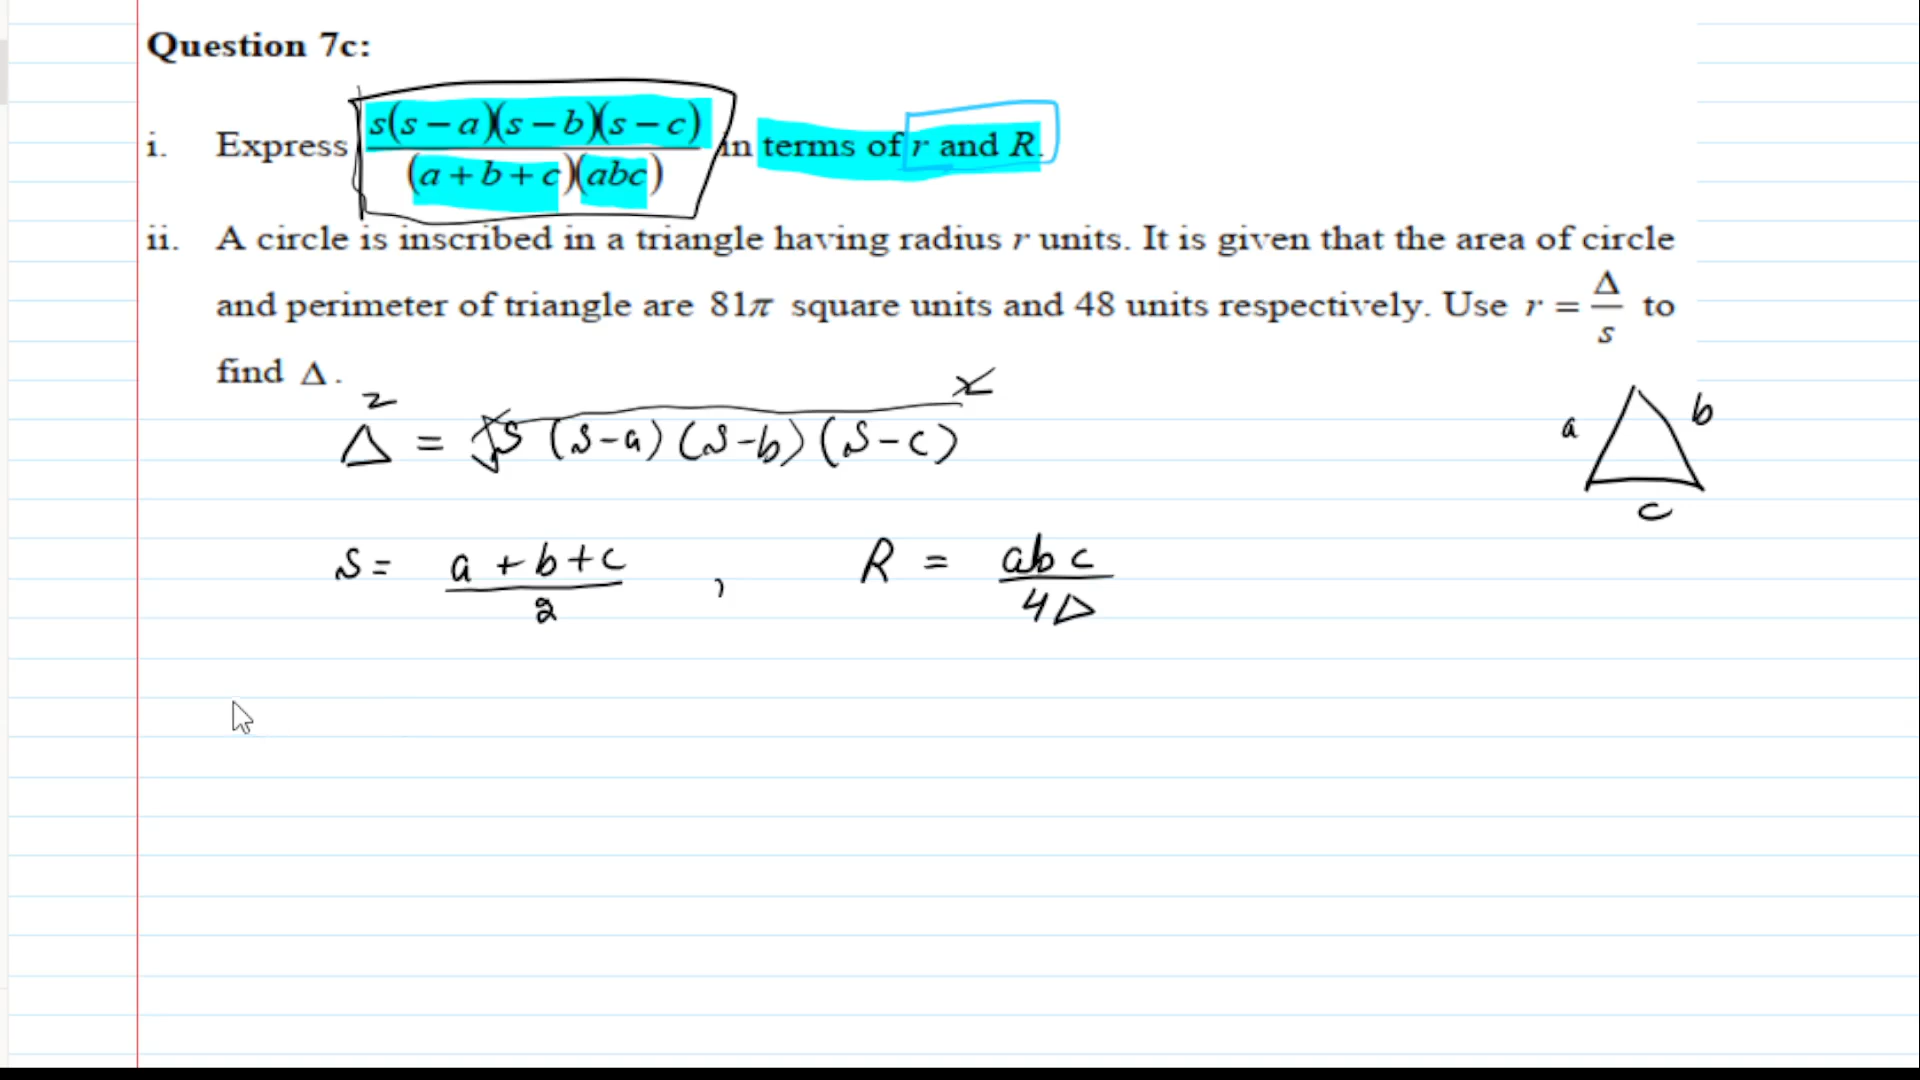 Question 7c:
i. Express s(s − a)(s − b)(s − c) / (a + b + c)(abc) in terms of r and R.
ii. A circle is inscribed in a triangle having radius r units. It is given that the area of circle
and perimeter of triangle are 81π square units and 48 units respectively. Use r = Δ/s to
find Δ.
Δ² = √s (s-a) (s-b) (s-c)²
a b
c
s = a + b + c / 2 , R = abc / 4Δ